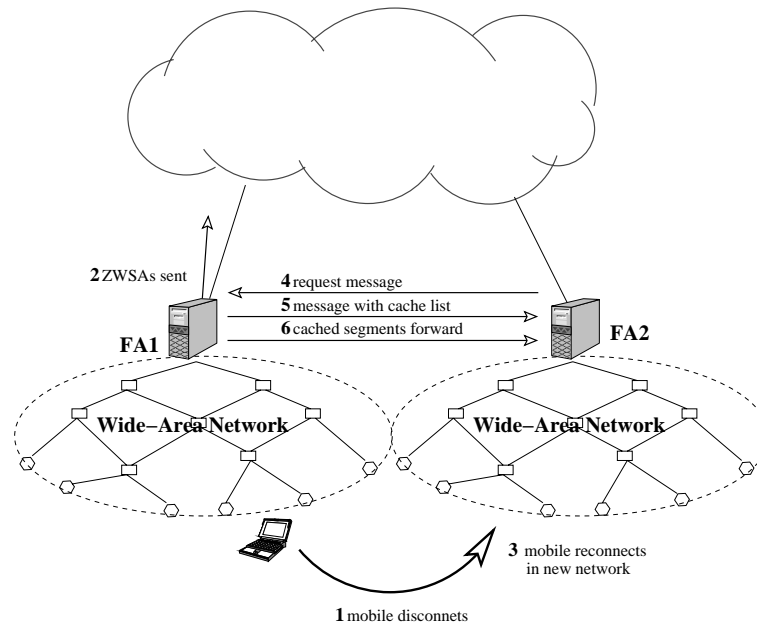 2 ZWSAs sent
4 request message
5 message with cache list
6 cached segments forward
FA1
FA2
Wide−Area Network
Wide−Area Network
3 mobile reconnects
in new network
1 mobile disconnets